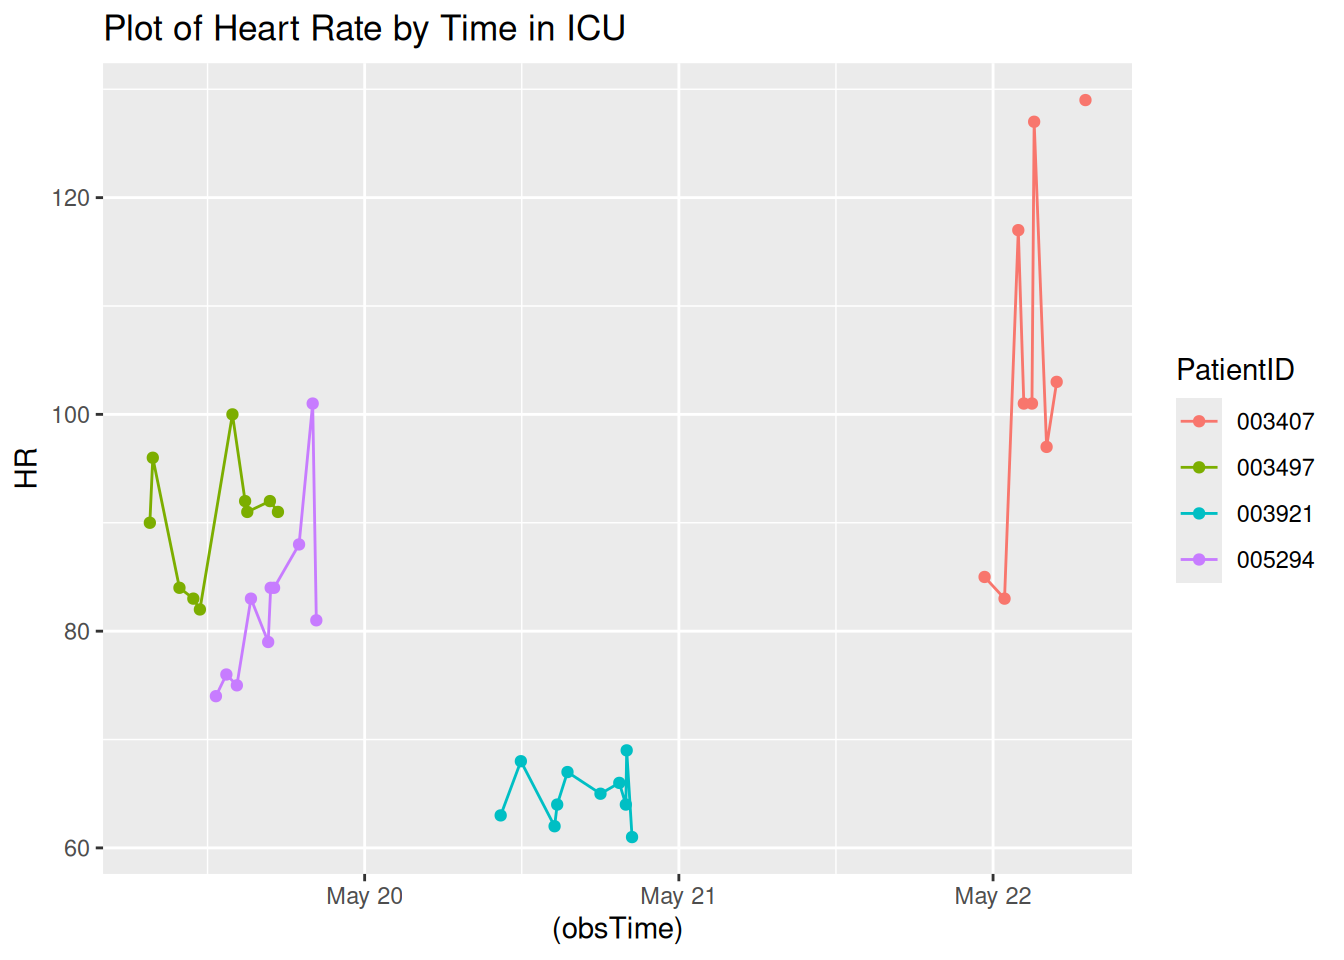 Plot of Heart Rate by Time in ICU
120
100
80
60
HR
May 20
May 21
May 22
(obsTime)
PatientID
003407
003497
003921
005294